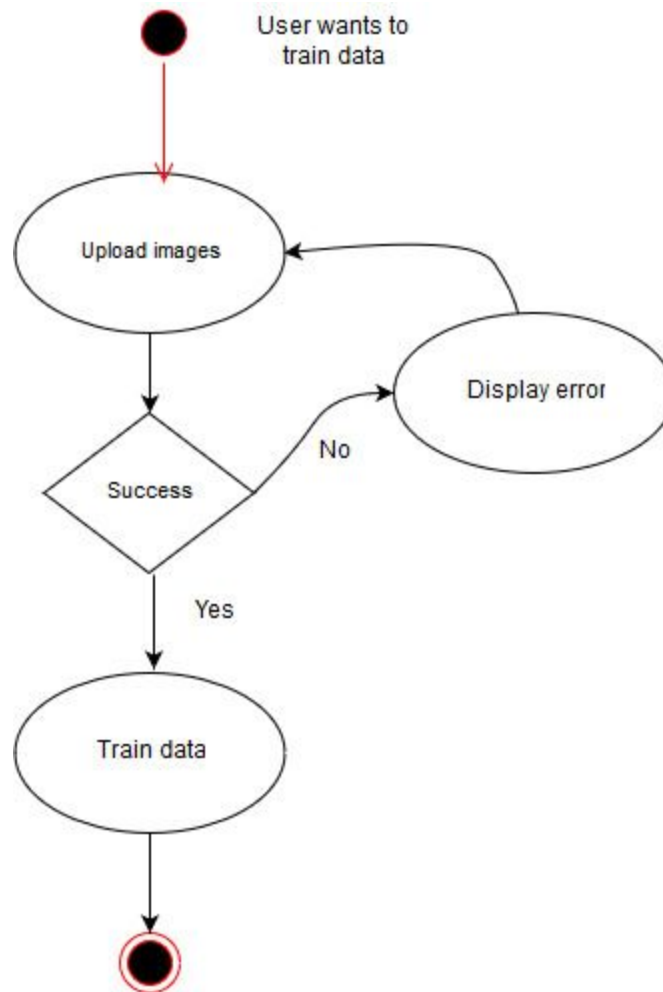 User wants to
train data
Upload images
Display error
No
Success
Yes
Train data